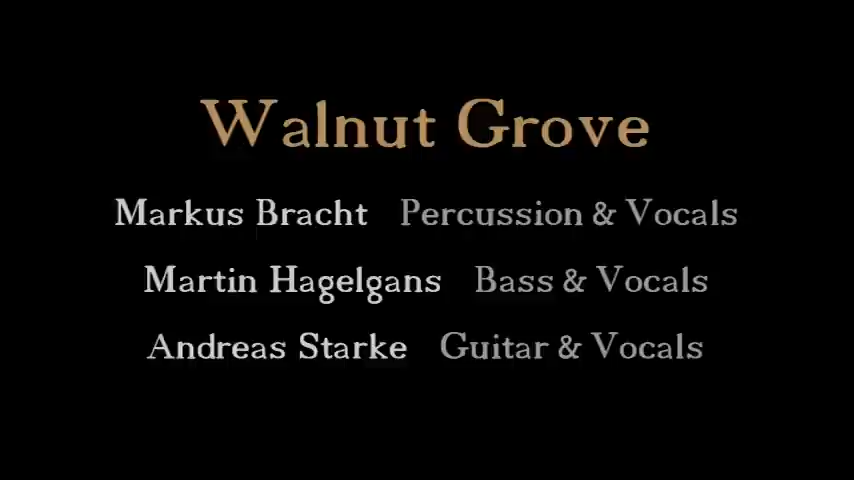 Walnut Grove
Markus Bracht Percussion & Vocals
Martin Hagelgans Bass & Vocals
Andreas Starke Guitar & Vocals